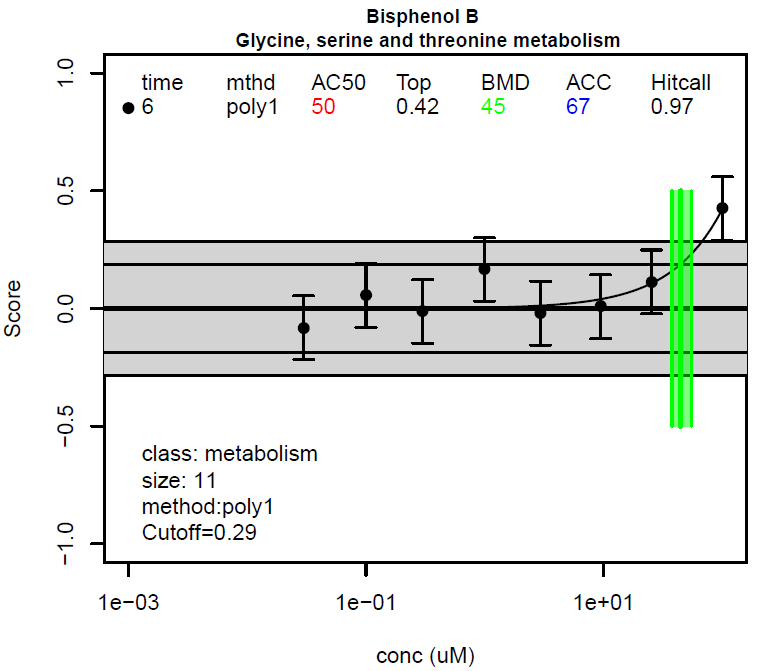 Bisphenol B
Glycine, serine and threonine metabolism
time mthd AC50 Top BMD ACC Hitcall
6 poly1 50 0.42 45 67 0.97
1.0
0.5
0.0
−0.5
−1.0
Score
class: metabolism
size: 11
method:poly1
Cutoff=0.29
1e−03 1e−01 1e+01
conc (uM)